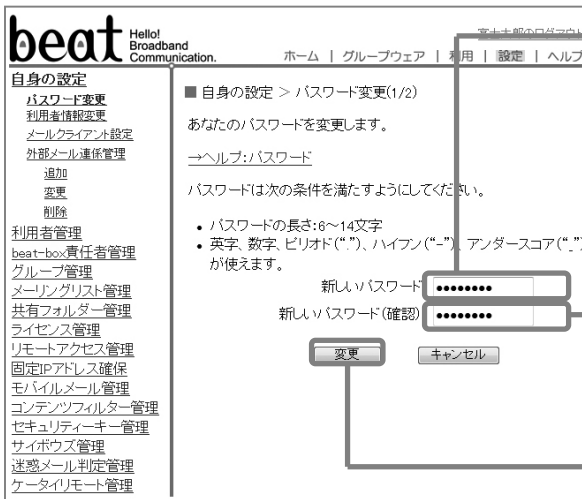 beat Hello!
Broadband
Communication.
富士太郎のログアウト
ホーム | グループウェア | 利用 | 設定 | ヘルプ
自身の設定
パスワード変更
利用者情報変更
メールクライアント設定
外部メール連係管理
追加
変更
削除
利用者管理
beat-box責任者管理
グループ管理
メーリングリスト管理
共有フォルダー管理
ライセンス管理
リモートアクセス管理
固定IPアドレス確保
モバイルメール管理
コンテンツフィルター管理
セキュリティーキー管理
サイボウズ管理
迷惑メール判定管理
ケータイリモート管理
■ 自身の設定 > パスワード変更(1/2)
あなたのパスワードを変更します。
→ヘルプ:パスワード
パスワードは次の条件を満たすようにしてください。
• パスワードの長さ:6～14文字
• 英字、数字、ピリオド(“.”)、ハイフン(“-”)、アンダースコア(“_”)
が使えます。
新しいパスワード ●●●●●●●●
新しいパスワード(確認) ●●●●●●●●
変更 キャンセル